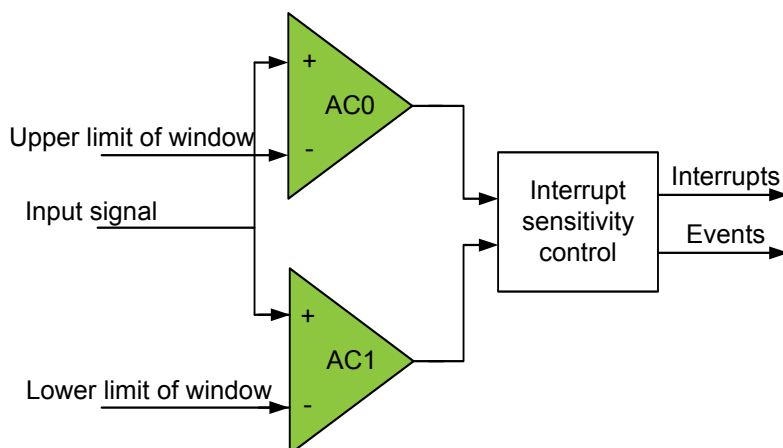 +
AC0
Upper limit of window
-
Input signal
Interrupt
sensitivity
control
Interrupts
Events
+
AC1
Lower limit of window
-